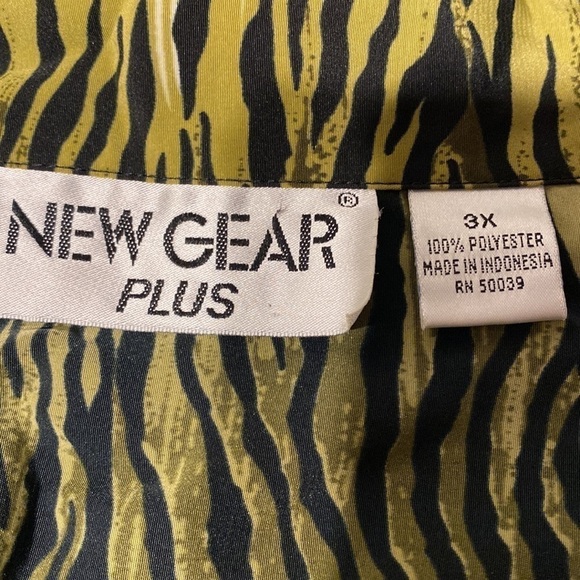 NEW GEAR ®
PLUS
3X
100% POLYESTER
MADE IN INDONESIA
RN 50039